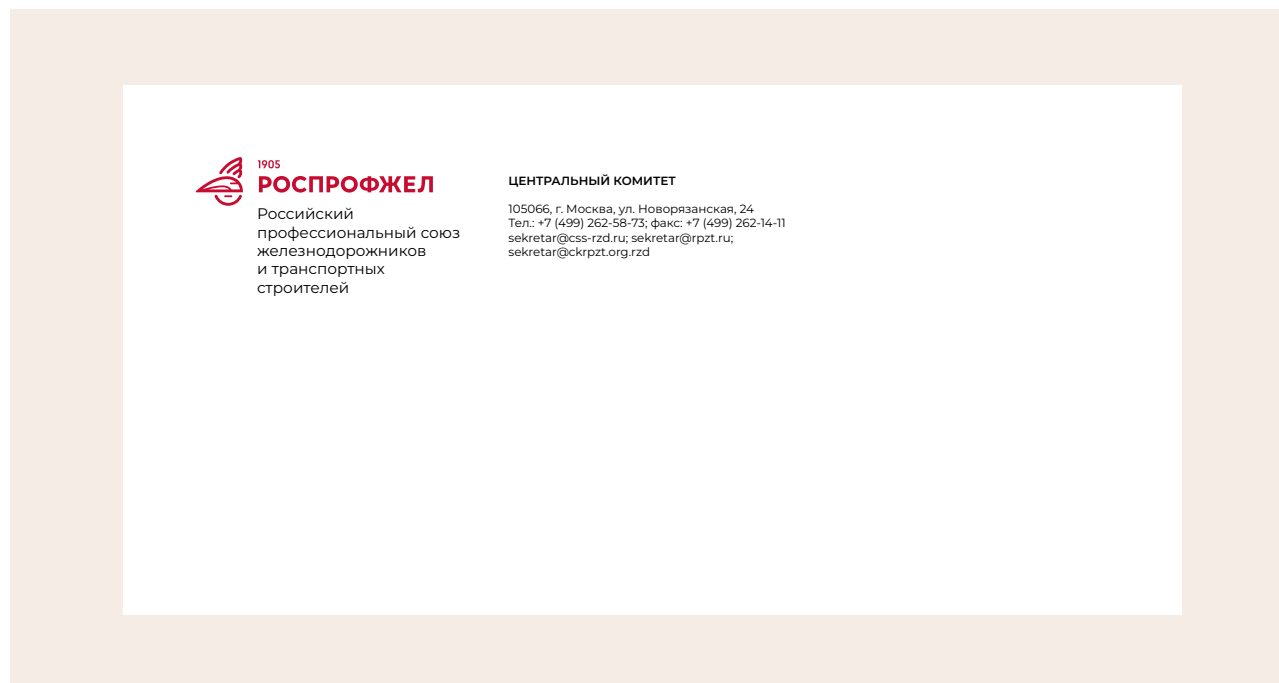 1905
РОСПРОФЖЕЛ
Российский
профессиональный союз
железнодорожников
и транспортных
строителей
ЦЕНТРАЛЬНЫЙ КОМИТЕТ
105066, г. Москва, ул. Новорязанская, 24
Тел.: +7 (499) 262-58-73; факс: +7 (499) 262-14-11
sekretar@css-rzd.ru; sekretar@rpzt.ru;
sekretar@ckrpzt.org.rzd